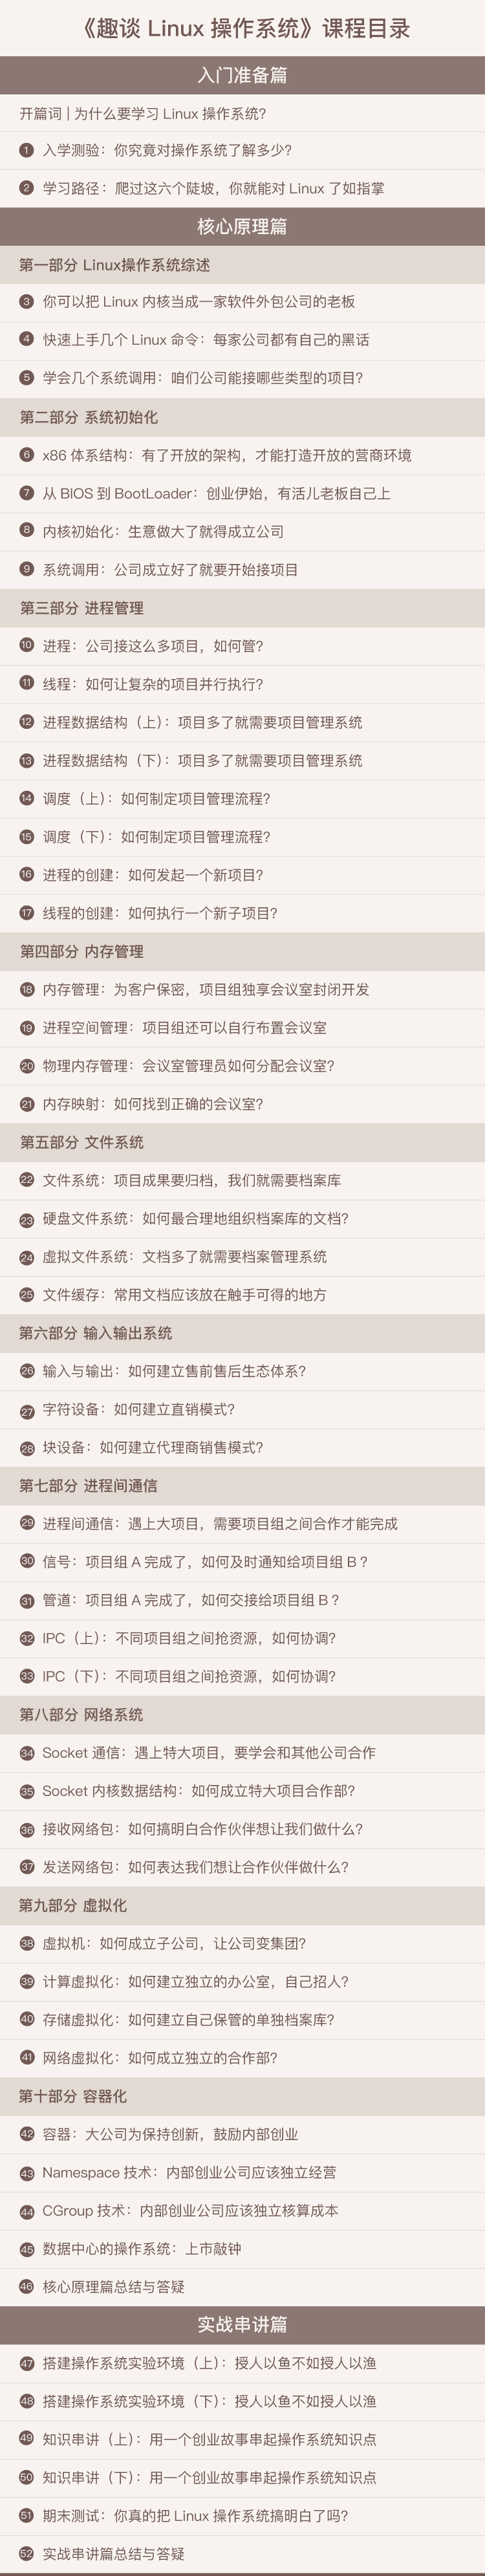 《趣谈 Linux 操作系统》课程目录
入门准备篇
开篇词 | 为什么要学习 Linux 操作系统?
1 入学测验：你究竟对操作系统了解多少?
2 学习路径：爬过这六个陡坡，你就能对 Linux 了如指掌
核心原理篇
第一部分 Linux操作系统综述
3 你可以把 Linux 内核当成一家软件外包公司的老板
4 快速上手几个 Linux 命令：每家公司都有自己的黑话
5 学会几个系统调用：咱们公司能接哪些类型的项目?
第二部分 系统初始化
6 x86 体系结构：有了开放的架构，才能打造开放的营商环境
7 从 BIOS 到 BootLoader：创业伊始，有活儿老板自己上
8 内核初始化：生意做大了就得成立公司
9 系统调用：公司成立好了就要开始接项目
第三部分 进程管理
10 进程：公司接这么多项目，如何管?
11 线程：如何让复杂的项目并行执行?
12 进程数据结构（上）：项目多了就需要项目管理系统
13 进程数据结构（下）：项目多了就需要项目管理系统
14 调度（上）：如何制定项目管理流程?
15 调度（下）：如何制定项目管理流程?
16 进程的创建：如何发起一个新项目?
17 线程的创建：如何执行一个新子项目?
第四部分 内存管理
18 内存管理：为客户保密，项目组独享会议室封闭开发
19 进程空间管理：项目组还可以自行布置会议室
20 物理内存管理：会议室管理员如何分配会议室?
21 内存映射：如何找到正确的会议室?
第五部分 文件系统
22 文件系统：项目成果要归档，我们就需要档案库
23 硬盘文件系统：如何最合理地组织档案库的文档?
24 虚拟文件系统：文档多了就需要档案管理系统
25 文件缓存：常用文档应该放在触手可得的地方
第六部分 输入输出系统
26 输入与输出：如何建立售前售后生态体系?
27 字符设备：如何建立直销模式?
28 块设备：如何建立代理商销售模式?
第七部分 进程间通信
29 进程间通信：遇上大项目，需要项目组之间合作才能完成
30 信号：项目组 A 完成了，如何及时通知给项目组 B ?
31 管道：项目组 A 完成了，如何交接给项目组 B ?
32 IPC（上）：不同项目组之间抢资源，如何协调?
33 IPC（下）：不同项目组之间抢资源，如何协调?
第八部分 网络系统
34 Socket 通信：遇上特大项目，要学会和其他公司合作
35 Socket 内核数据结构：如何成立特大项目合作部?
36 接收网络包：如何搞明白合作伙伴想让我们做什么?
37 发送网络包：如何表达我们想让合作伙伴做什么?
第九部分 虚拟化
38 虚拟机：如何成立子公司，让公司变集团?
39 计算虚拟化：如何建立独立的办公室，自己招人?
40 存储虚拟化：如何建立自己保管的单独档案库?
41 网络虚拟化：如何成立独立的合作部?
第十部分 容器化
42 容器：大公司为保持创新，鼓励内部创业
43 Namespace 技术：内部创业公司应该独立经营
44 CGroup 技术：内部创业公司应该独立核算成本
45 数据中心的操作系统：上市敲钟
46 核心原理篇总结与答疑
实战串讲篇
47 搭建操作系统实验环境（上）：授人以鱼不如授人以渔
48 搭建操作系统实验环境（下）：授人以鱼不如授人以渔
49 知识串讲（上）：用一个创业故事串起操作系统知识点
50 知识串讲（下）：用一个创业故事串起操作系统知识点
51 期末测试：你真的把 Linux 操作系统搞明白了吗?
52 实战串讲篇总结与答疑